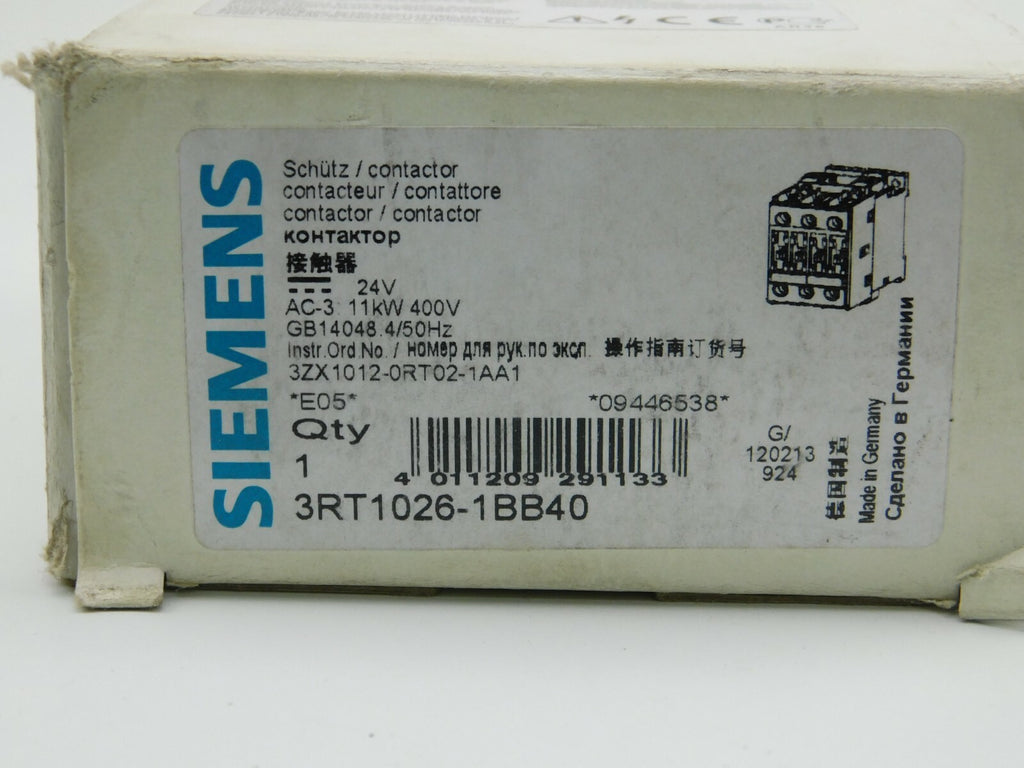 SIEMENS
Schütz / contactor
contacteur / contattore
contactor / contactor
контактор
接触器
24V
AC-3: 11kW 400V
GB14048.4/50Hz
Instr.Ord No. / номер для рук.по эксп. 操作指南订货号
3ZX1012-0RT02-1AA1
*E05* *09446538*
Qty
1
4 011209 291133
3RT1026-1BB40
G/
120213
924
德国制造
Made in Germany
Сделано в Германии
CE